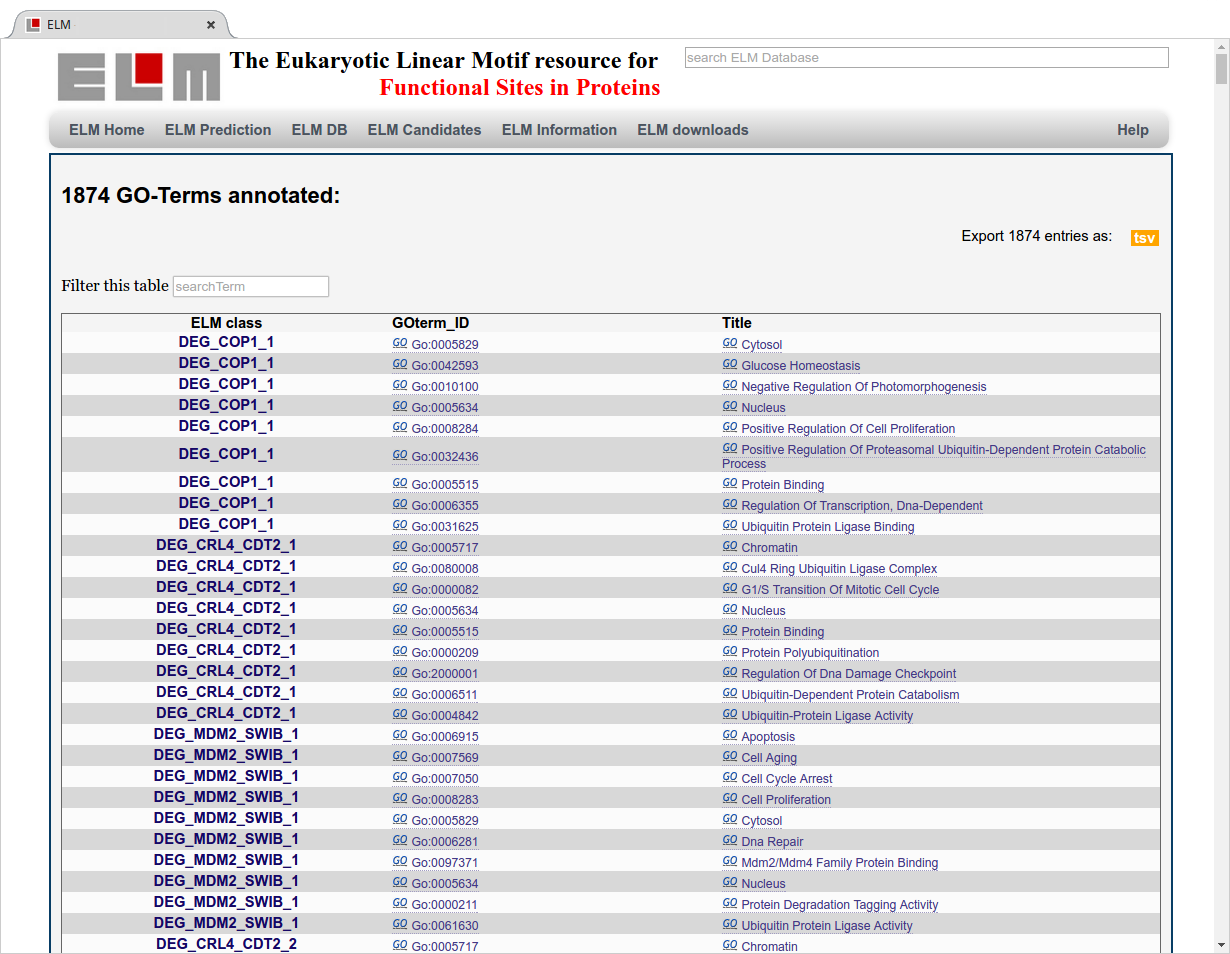 ELM
ELM The Eukaryotic Linear Motif resource for
Functional Sites in Proteins
search ELM Database
ELM Home ELM Prediction ELM DB ELM Candidates ELM Information ELM downloads Help
1874 GO-Terms annotated:
Export 1874 entries as: tsv
Filter this table searchTerm
ELM class GOterm_ID Title
DEG_COP1_1 GO Go:0005829 GO Cytosol
DEG_COP1_1 GO Go:0042593 GO Glucose Homeostasis
DEG_COP1_1 GO Go:0010100 GO Negative Regulation Of Photomorphogenesis
DEG_COP1_1 GO Go:0005634 GO Nucleus
DEG_COP1_1 GO Go:0008284 GO Positive Regulation Of Cell Proliferation
DEG_COP1_1 GO Go:0032436 GO Positive Regulation Of Proteasomal Ubiquitin-Dependent Protein Catabolic
Process
DEG_COP1_1 GO Go:0005515 GO Protein Binding
DEG_COP1_1 GO Go:0006355 GO Regulation Of Transcription, Dna-Dependent
DEG_COP1_1 GO Go:0031625 GO Ubiquitin Protein Ligase Binding
DEG_CRL4_CDT2_1 GO Go:0005717 GO Chromatin
DEG_CRL4_CDT2_1 GO Go:0080008 GO Cul4 Ring Ubiquitin Ligase Complex
DEG_CRL4_CDT2_1 GO Go:0000082 GO G1/S Transition Of Mitotic Cell Cycle
DEG_CRL4_CDT2_1 GO Go:0005634 GO Nucleus
DEG_CRL4_CDT2_1 GO Go:0005515 GO Protein Binding
DEG_CRL4_CDT2_1 GO Go:0000209 GO Protein Polyubiquitination
DEG_CRL4_CDT2_1 GO Go:2000001 GO Regulation Of Dna Damage Checkpoint
DEG_CRL4_CDT2_1 GO Go:0006511 GO Ubiquitin-Dependent Protein Catabolism
DEG_CRL4_CDT2_1 GO Go:0004842 GO Ubiquitin-Protein Ligase Activity
DEG_MDM2_SWIB_1 GO Go:0006915 GO Apoptosis
DEG_MDM2_SWIB_1 GO Go:0007569 GO Cell Aging
DEG_MDM2_SWIB_1 GO Go:0007050 GO Cell Cycle Arrest
DEG_MDM2_SWIB_1 GO Go:0008283 GO Cell Proliferation
DEG_MDM2_SWIB_1 GO Go:0005829 GO Cytosol
DEG_MDM2_SWIB_1 GO Go:0006281 GO Dna Repair
DEG_MDM2_SWIB_1 GO Go:0097371 GO Mdm2/Mdm4 Family Protein Binding
DEG_MDM2_SWIB_1 GO Go:0005634 GO Nucleus
DEG_MDM2_SWIB_1 GO Go:0000211 GO Protein Degradation Tagging Activity
DEG_MDM2_SWIB_1 GO Go:0061630 GO Ubiquitin Protein Ligase Activity
DEG_CRL4_CDT2_2 GO Go:0005717 GO Chromatin